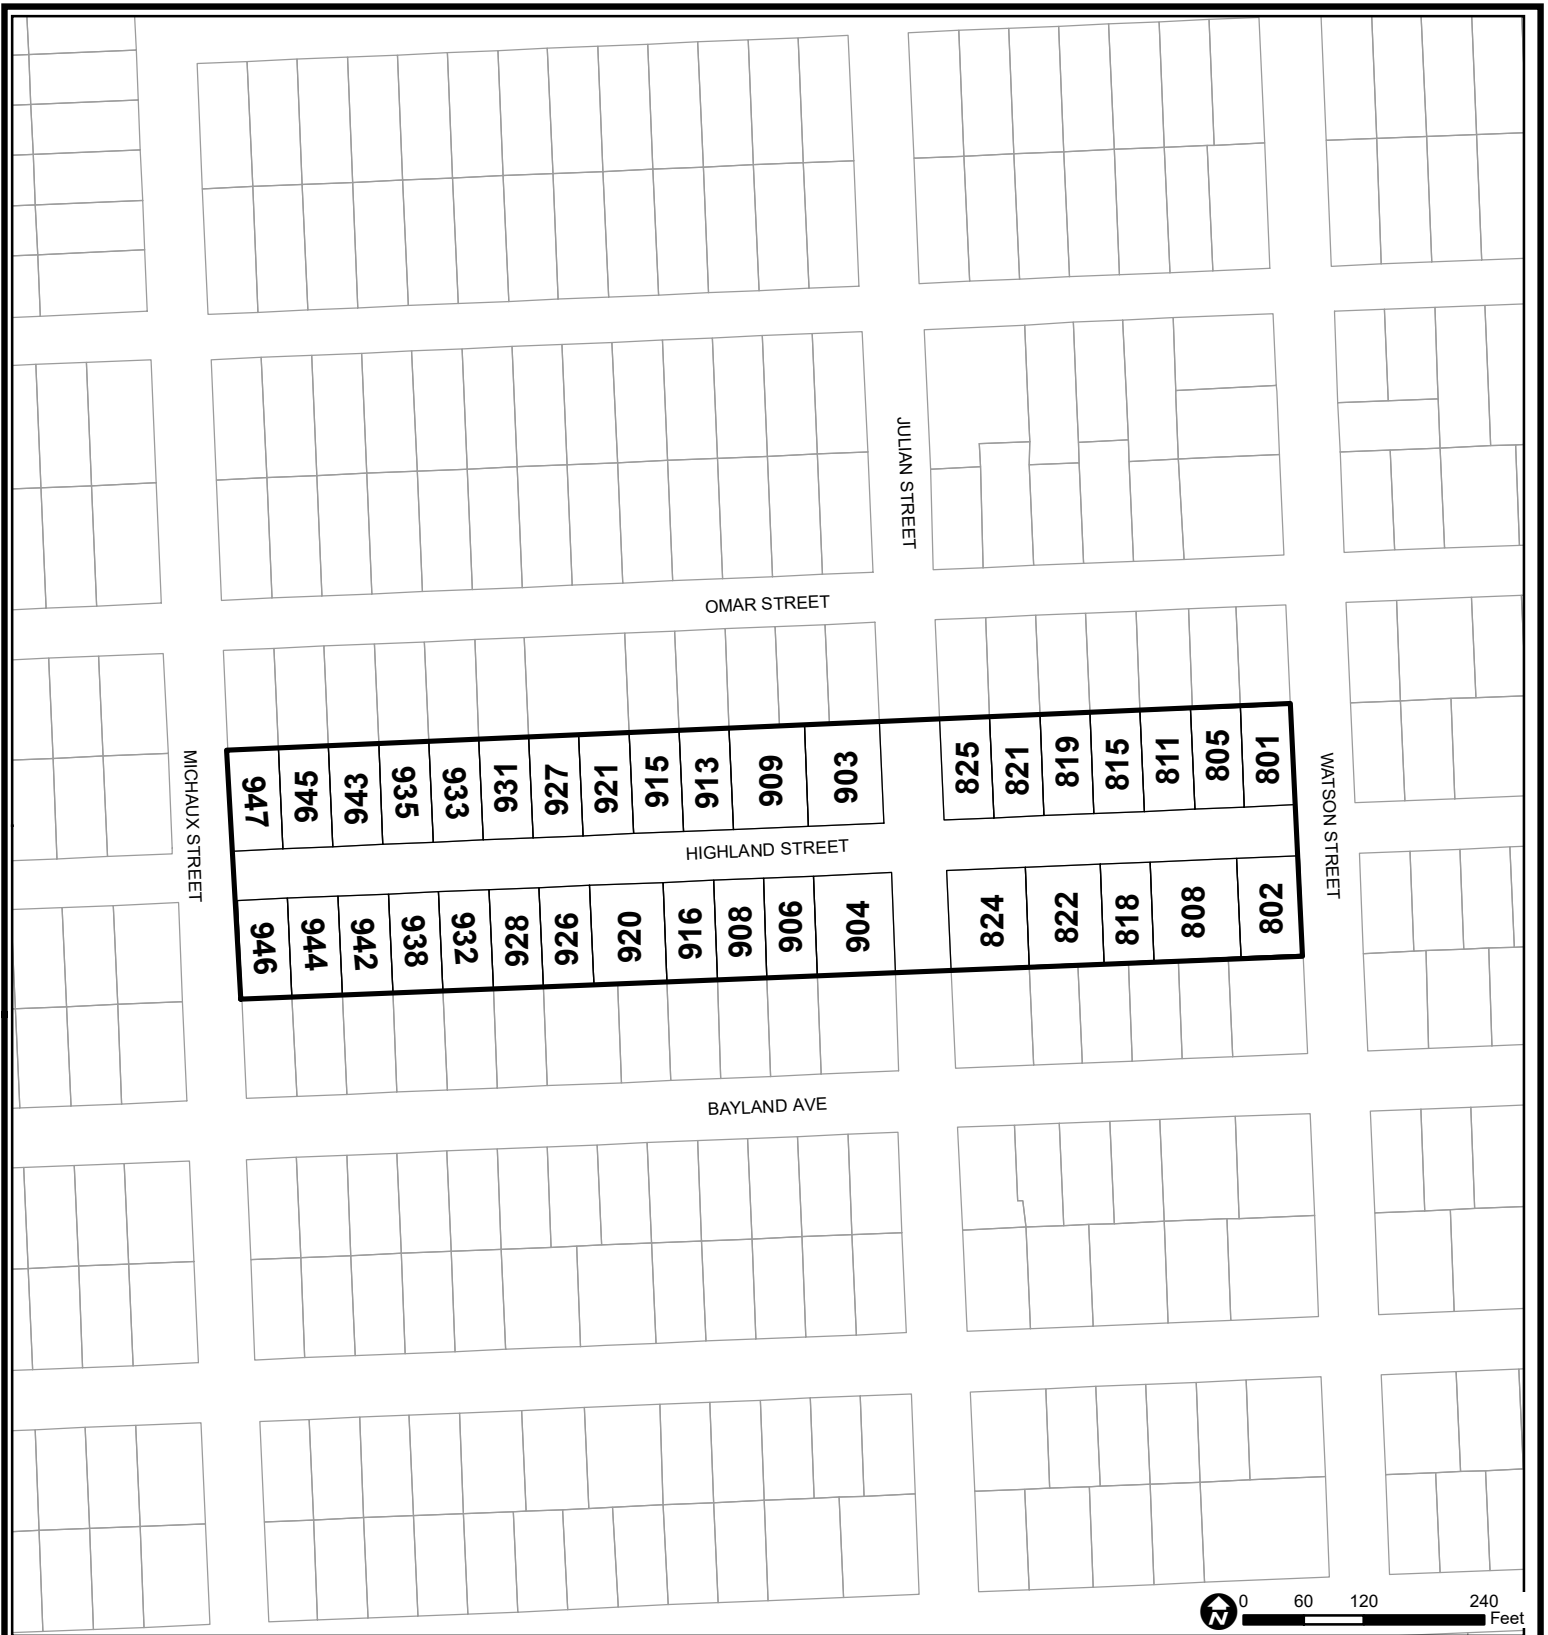 JULIAN STREET
OMAR STREET
MICHAUX STREET
947 945 943 935 933 931 927 921 915 913 909 903 825 821 819 815 811 805 801
HIGHLAND STREET
WATSON STREET
946 944 942 938 932 928 926 920 916 908 906 904 824 822 818 808 802
BAYLAND AVE
N
0 60 120 240
Feet